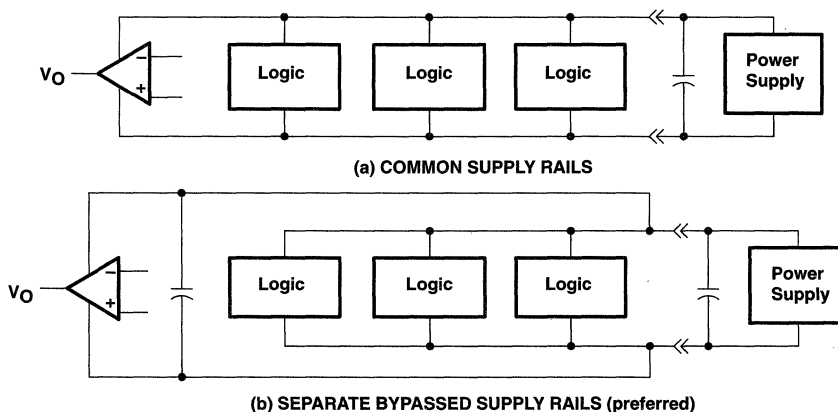 VO
−
+
Logic
Logic
Logic
Power
Supply
(a) COMMON SUPPLY RAILS
VO
−
+
Logic
Logic
Logic
Power
Supply
(b) SEPARATE BYPASSED SUPPLY RAILS (preferred)